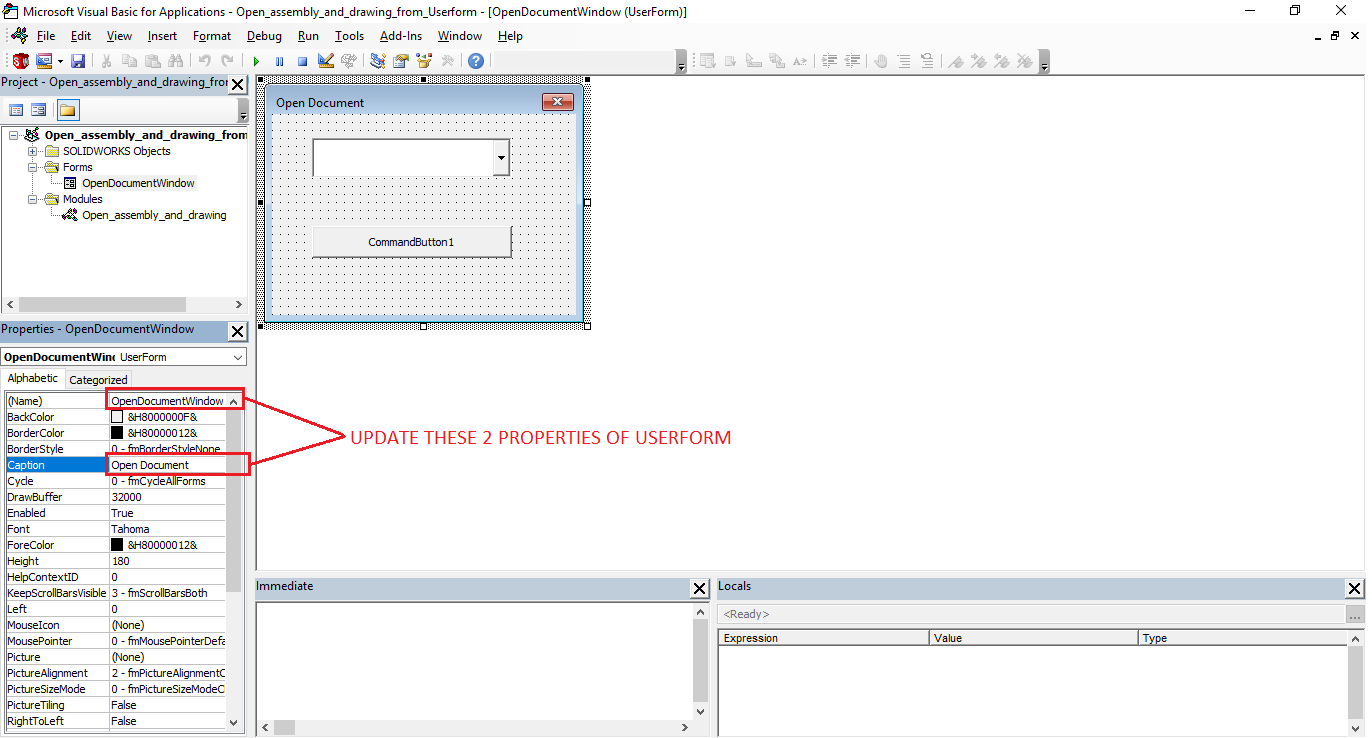 Microsoft Visual Basic for Applications - Open_assembly_and_drawing_from_Userform - [OpenDocumentWindow (UserForm)]
File Edit View Insert Format Debug Run Tools Add-Ins Window Help
Project - Open_assembly_and_drawing_fro
Open_assembly_and_drawing_from
SOLIDWORKS Objects
Forms
OpenDocumentWindow
Modules
Open_assembly_and_drawing
Open Document
CommandButton1
Properties - OpenDocumentWindow
OpenDocumentWin UserForm
Alphabetic Categorized
(Name) OpenDocumentWindow
BackColor &H8000000F&
BorderColor &H80000012&
BorderStyle 0 - fmBorderStyleNone
Caption Open Document
Cycle 0 - fmCycleAllForms
DrawBuffer 32000
Enabled True
Font Tahoma
ForeColor &H80000012&
Height 180
HelpContextID 0
KeepScrollBarsVisible 3 - fmScrollBarsBoth
Left 0
MouseIcon (None)
MousePointer 0 - fmMousePointerDefa
Picture (None)
PictureAlignment 2 - fmPictureAlignmentC
PictureSizeMode 0 - fmPictureSizeModeCl
PictureTiling False
RightToLeft False
UPDATE THESE 2 PROPERTIES OF USERFORM
Immediate
Locals
<Ready>
...
Expression Value Type